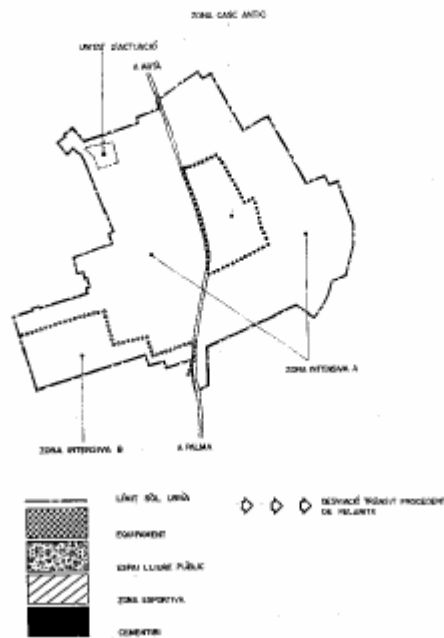 ZONA CASC ANTIC
UNITAT D'ACTUACIÓ
A ARTÀ
ZONA INTENSIVA A
ZONA INTENSIVA B
A PALMA
LÍMIT SÒL URBÀ
DESVIACIÓ TRÀNSIT PROCEDENT
DE FELANITX
EQUIPAMENT
ESPAI LLIURE PÚBLIC
ZONA ESPORTIVA
CEMENTIRI